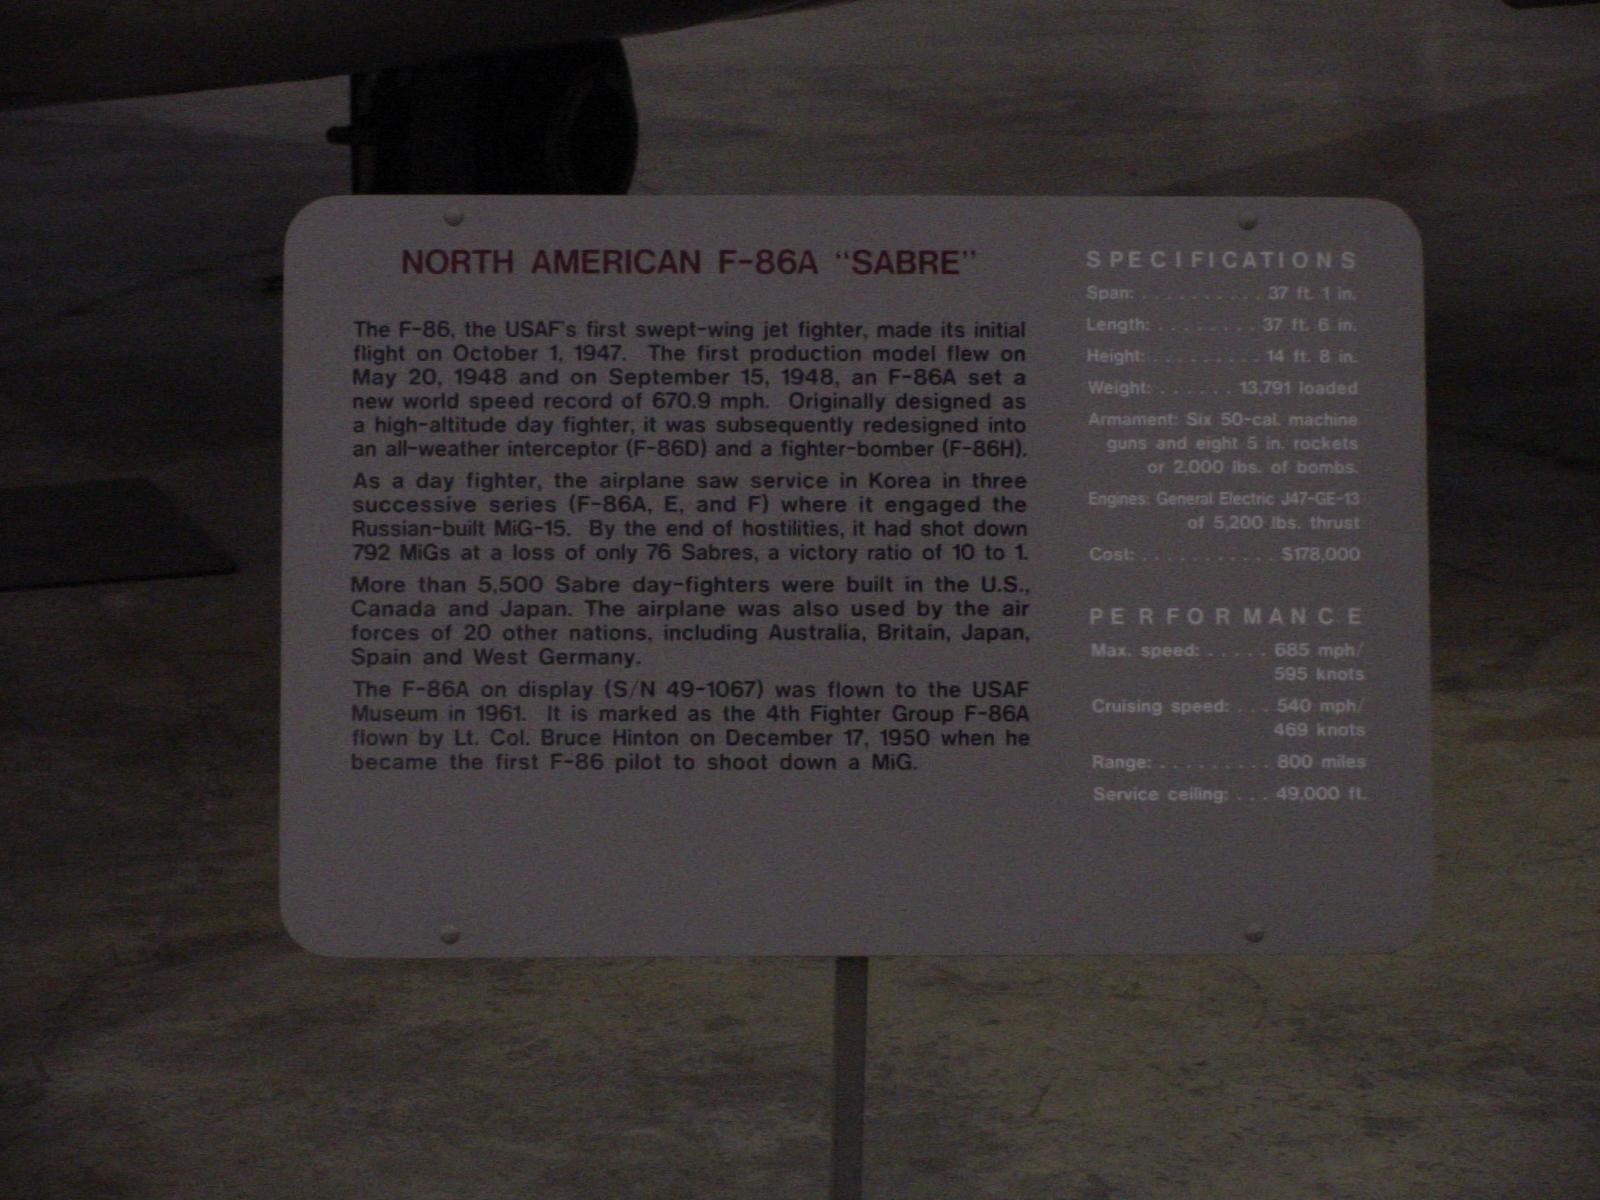 NORTH AMERICAN F-86A "SABRE"
The F-86, the USAF's first swept-wing jet fighter, made its initial
flight on October 1, 1947. The first production model flew on
May 20, 1948 and on September 15, 1948, an F-86A set a
new world speed record of 670.9 mph. Originally designed as
a high-altitude day fighter, it was subsequently redesigned into
an all-weather interceptor (F-86D) and a fighter-bomber (F-86H).
As a day fighter, the airplane saw service in Korea in three
successive series (F-86A, E, and F) where it engaged the
Russian-built MiG-15. By the end of hostilities, it had shot down
792 MiGs at a loss of only 76 Sabres, a victory ratio of 10 to 1.
More than 5,500 Sabre day-fighters were built in the U.S.,
Canada and Japan. The airplane was also used by the air
forces of 20 other nations, including Australia, Britain, Japan,
Spain and West Germany.
The F-86A on display (S/N 49-1067) was flown to the USAF
Museum in 1961. It is marked as the 4th Fighter Group F-86A
flown by Lt. Col. Bruce Hinton on December 17, 1950 when he
became the first F-86 pilot to shoot down a MiG.
SPECIFICATIONS
Span: . . . . . . . . . . 37 ft. 1 in.
Length: . . . . . . . . 37 ft. 6 in.
Height: . . . . . . . . . 14 ft. 8 in.
Weight: . . . . . . 13,791 loaded
Armament: Six 50-cal. machine
guns and eight 5 in. rockets
or 2,000 lbs. of bombs.
Engines: General Electric J47-GE-13
of 5,200 lbs. thrust
Cost: . . . . . . . . . . . $178,000
PERFORMANCE
Max. speed: . . . . . 685 mph/
595 knots
Cruising speed: . . . 540 mph/
469 knots
Range: . . . . . . . . . 800 miles
Service ceiling: . . . 49,000 ft.